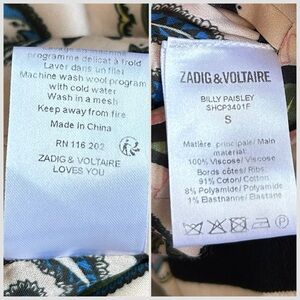 programme délicat à froid
Laver dans un filet
Machine wash wool program
with cold water
Wash in a mesh
Keep away from fire
Made in China
RN 116 202
ZADIG & VOLTAIRE
LOVES YOU
ZADIG & VOLTAIRE
BILLY PAISLEY
SHCP3401F
S
Matière principale/ Main
material:
100% Viscose/ Viscose
Bords côtes/ Ribs:
91% Coton/ Cotton
8% Polyamide/ Polyamide
1% Elasthanne/ Elastane